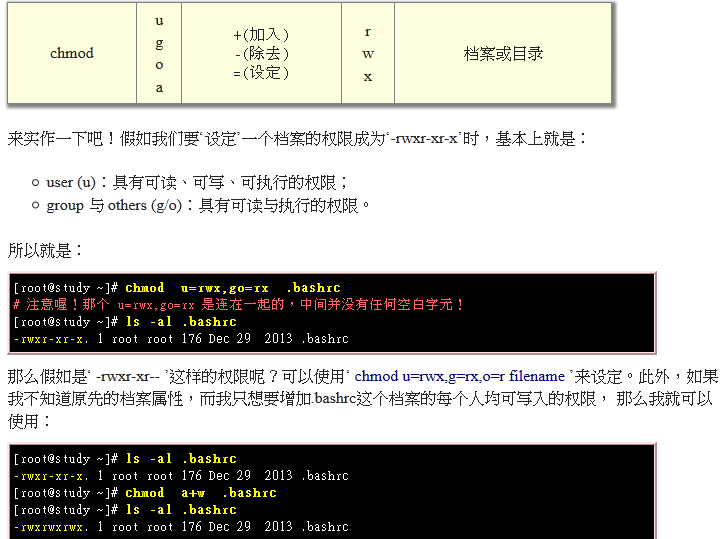 chmod u g o a +(加入) -(除去) =(设定) r w x 档案或目录
来实作一下吧！假如我们要‘设定’一个档案的权限成为‘-rwxr-xr-x’时，基本上就是：
user (u)：具有可读、可写、可执行的权限；
group 与 others (g/o)：具有可读与执行的权限。
所以就是：
[root@study ~]# chmod  u=rwx,go=rx  .bashrc
# 注意喔！那个 u=rwx,go=rx 是连在一起的，中间并没有任何空白字元！
[root@study ~]# ls -al .bashrc
-rwxr-xr-x. 1 root root 176 Dec 29  2013 .bashrc
那么假如是‘ -rwxr-xr-- ’这样的权限呢？可以使用‘ chmod u=rwx,g=rx,o=r filename ’来设定。此外，如果
我不知道原先的档案属性，而我只想要增加.bashrc这个档案的每个人均可写入的权限， 那么我就可以
使用：
[root@study ~]# ls -al .bashrc
-rwxr-xr-x. 1 root root 176 Dec 29  2013 .bashrc
[root@study ~]# chmod  a+w  .bashrc
[root@study ~]# ls -al .bashrc
-rwxrwxrwx. 1 root root 176 Dec 29  2013 .bashrc